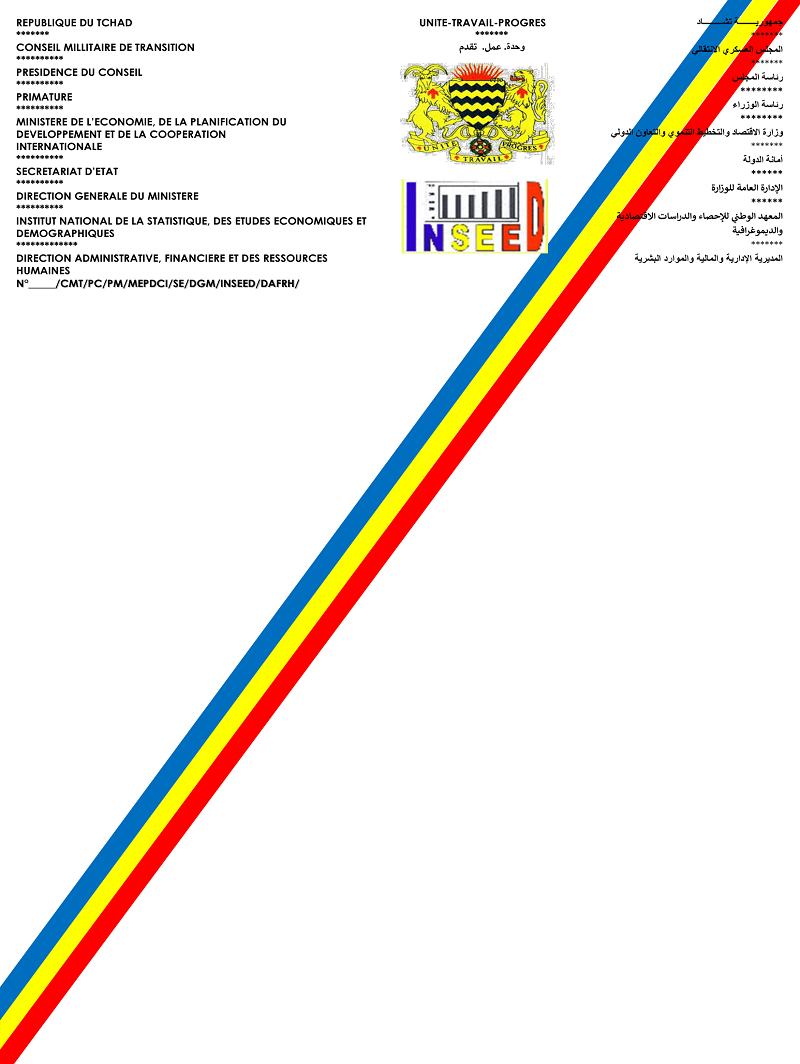 REPUBLIQUE DU TCHAD
*******
CONSEIL MILLITAIRE DE TRANSITION
**********
PRESIDENCE DU CONSEIL
**********
PRIMATURE
**********
MINISTERE DE L'ECONOMIE, DE LA PLANIFICATION DU
DEVELOPPEMENT ET DE LA COOPERATION
INTERNATIONALE
**********
SECRETARIAT D'ETAT
**********
DIRECTION GENERALE DU MINISTERE
**********
INSTITUT NATIONAL DE LA STATISTIQUE, DES ETUDES ECONOMIQUES ET
DEMOGRAPHIQUES
*************
DIRECTION ADMINISTRATIVE, FINANCIERE ET DES RESSOURCES
HUMAINES
N°_____/CMT/PC/PM/MEPDCI/SE/DGM/INSEED/DAFRH/
UNITE-TRAVAIL-PROGRES
*******
وحدة. عمل. تقدم
UNITE TRAVAIL PROGRES
INSEED
جمهوريـــــــة تشـــــــاد
*******
المجلس العسكري الانتقالي
*******
رئاسة المجلس
********
رئاسة الوزراء
********
وزارة الاقتصاد والتخطيط التنموي والتعاون الدولي
*******
أمانة الدولة
******
الإدارة العامة للوزارة
******
المعهد الوطني للإحصاء والدراسات الاقتصادية
والديموغرافية
*******
المديرية الإدارية والمالية والموارد البشرية